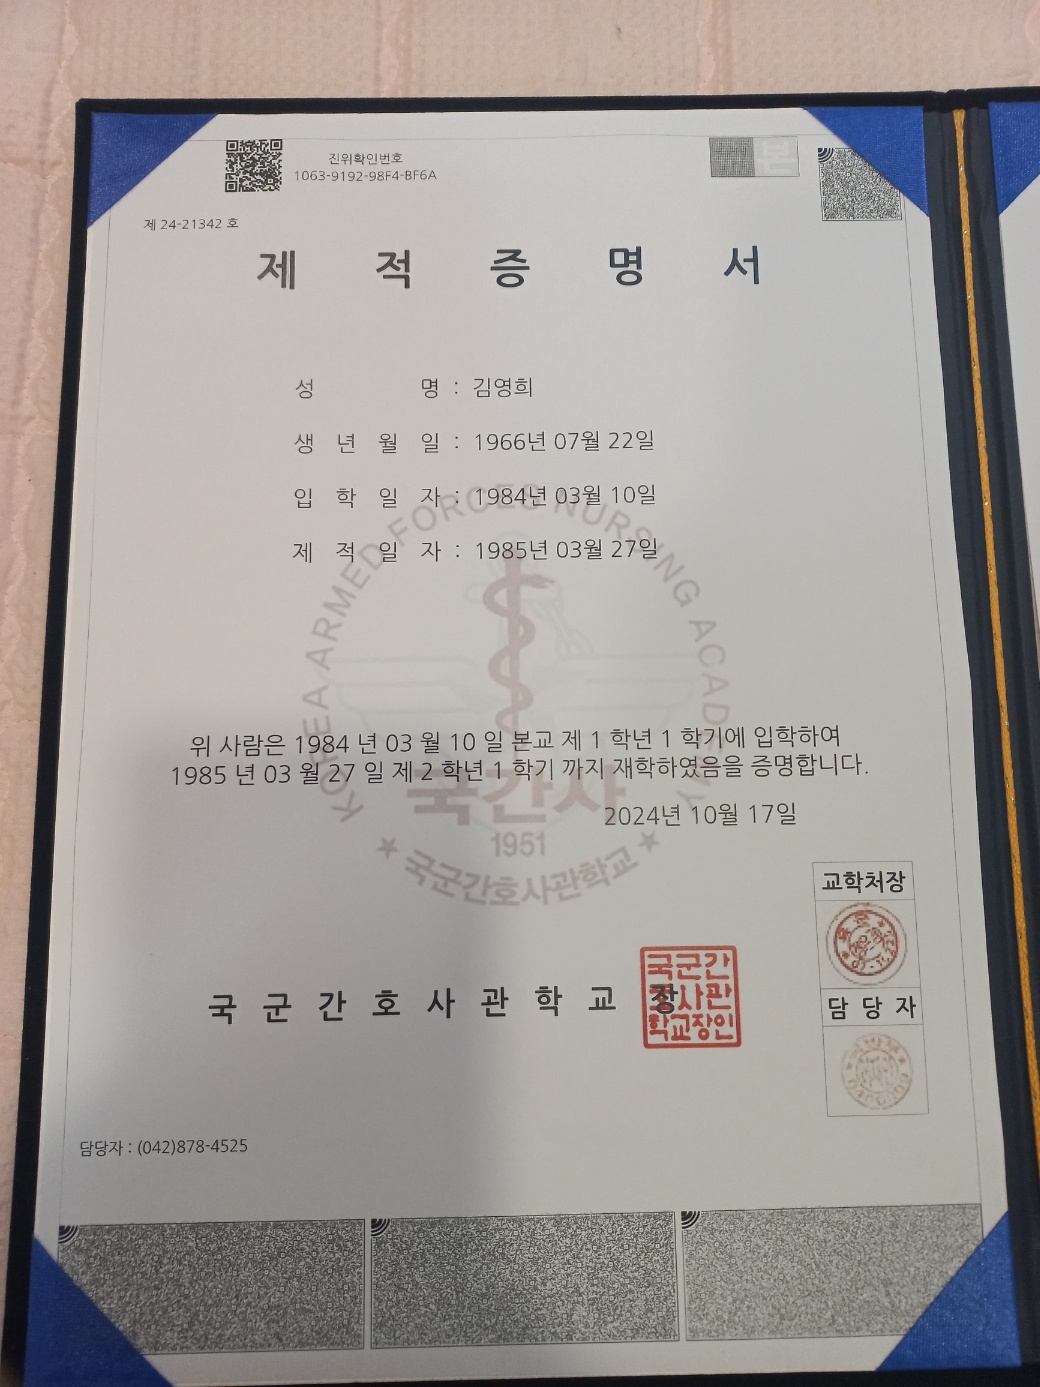 진위확인번호
1063-9192-98F4-BF6A
본
제 24-21342 호
제 적 증 명 서
성 명 : 김영희
생 년 월 일 : 1966년 07월 22일
입 학 일 자 : 1984년 03월 10일
제 적 일 자 : 1985년 03월 27일
KOREA ARMED FORCES NURSING ACADEMY
위 사람은 1984 년 03 월 10 일 본교 제 1 학년 1 학기에 입학하여
1985 년 03 월 27 일 제 2 학년 1 학기 까지 재학하였음을 증명합니다.
국간사
2024년 10월 17일
1951
★ 국군간호사관학교 ★
교학처장
국 군 간 호 사 관 학 교 장
국군간
호사관
학교장인
담 당 자
담당자 : (042)878-4525